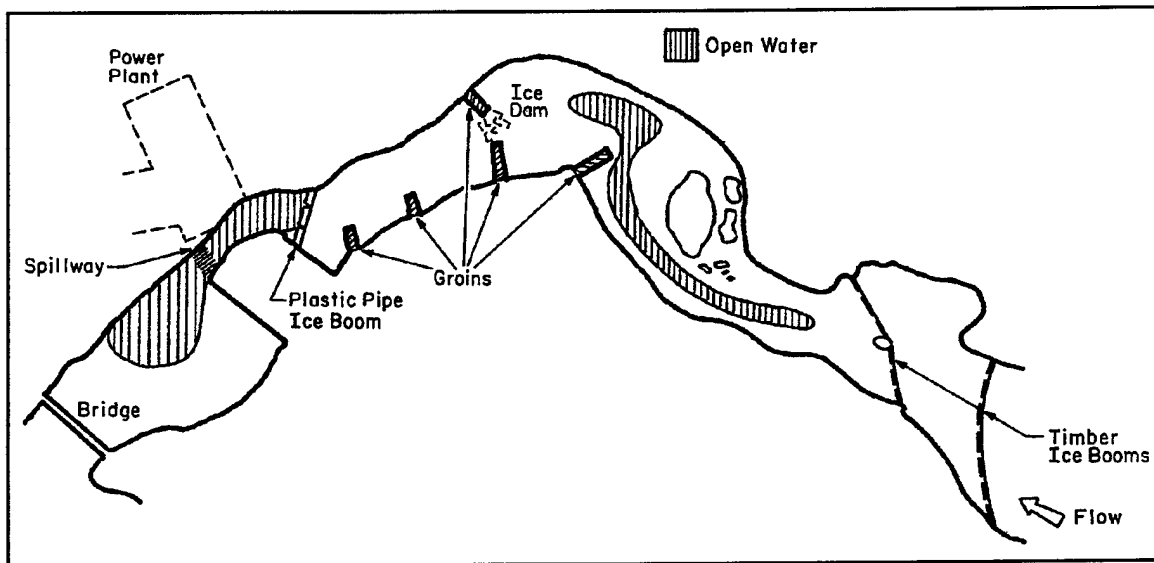 Open Water
Power
Plant
Ice
Dam
Spillway
Groins
Plastic Pipe
Ice Boom
Bridge
Timber
Ice Booms
Flow